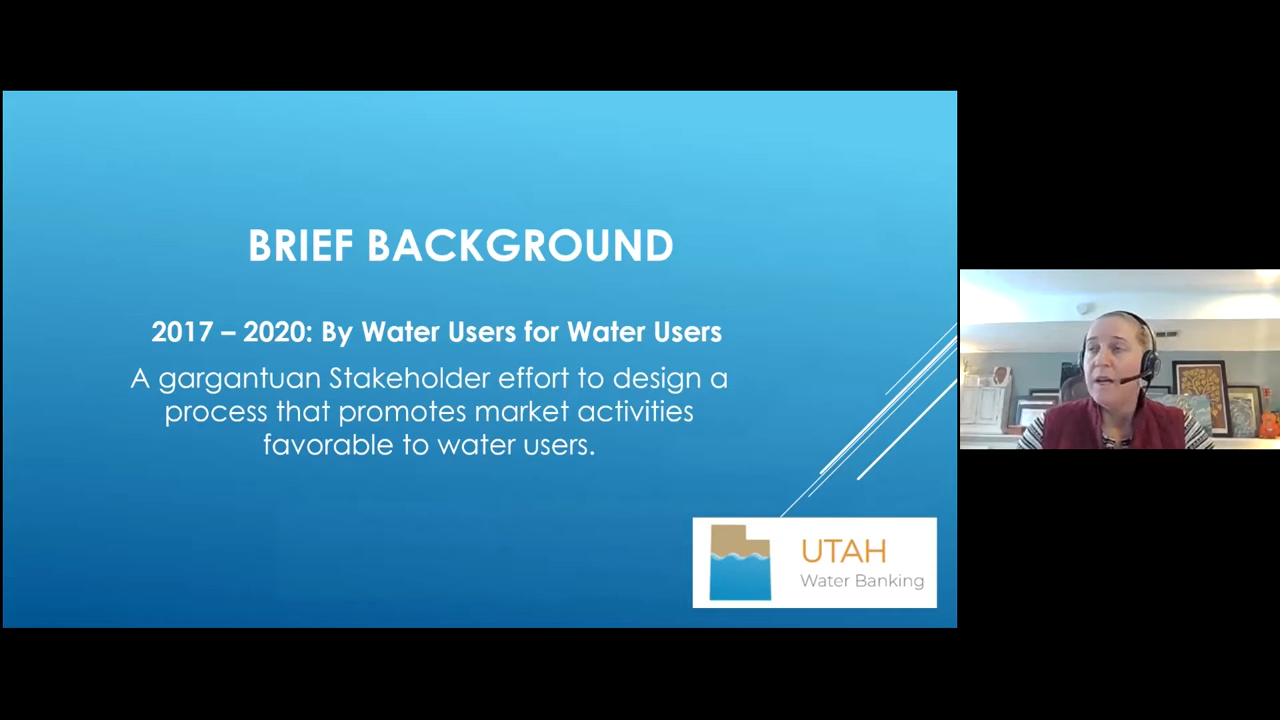 BRIEF BACKGROUND
2017 – 2020: By Water Users for Water Users
A gargantuan Stakeholder effort to design a
process that promotes market activities
favorable to water users.
UTAH
Water Banking